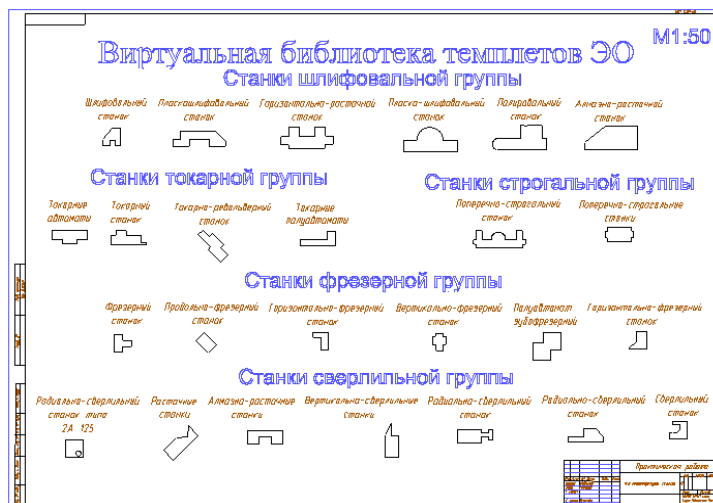 М1:50
Виртуальная библиотека темплетов ЭО
Станки шлифовальной группы
Шлифовальный Плоскошлифовальный Горизонтально-расточной Плоско-шлифовальный Полировальный Алмазно-расточной
станок станок станок станок станок станок
Станки токарной группы Станки строгальной группы
Токарные Токарный Токарно-револьверный Токарные Поперечно-строгальный Поперечно-строгальные
автоматы станок станок полуавтоматы станок станки
Станки фрезерной группы
Фрезерный Продольно-фрезерный Горизонтально-фрезерный Вертикально-фрезерный Полуавтомат Горизонтально-фрезерный
станок станок станок станок зубофрезерный станок
Станки сверлильной группы
Радиально-сверлильный Расточные Алмазно-расточные Вертикально-сверлильные Радиально-сверлильный Радиально-сверлильный Сверлильный
станок типа станки станки станки станок станок станок
2А 125
Практическая работа